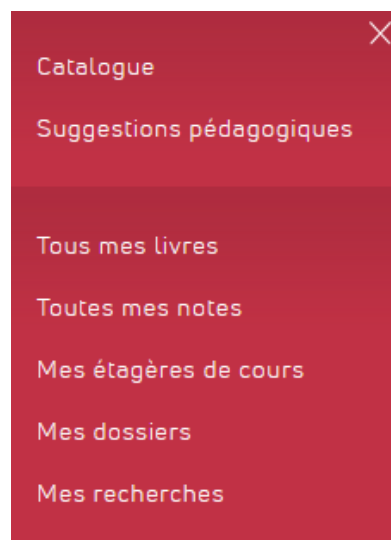 Catalogue
Suggestions pédagogiques
Tous mes livres
Toutes mes notes
Mes étagères de cours
Mes dossiers
Mes recherches